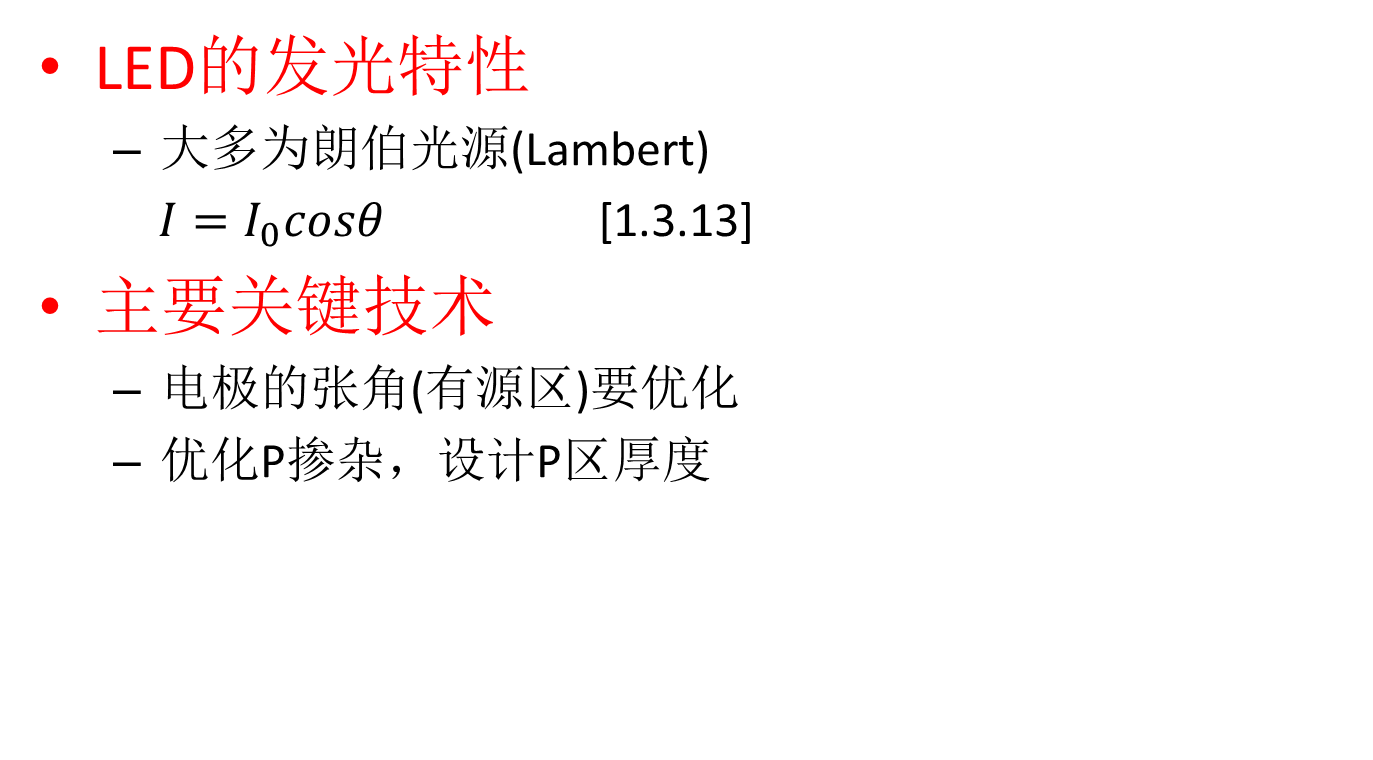 • LED的发光特性
– 大多为朗伯光源(Lambert)
𝐼 = 𝐼₀𝑐𝑜𝑠𝜃 [1.3.13]
• 主要关键技术
– 电极的张角(有源区)要优化
– 优化P掺杂，设计P区厚度